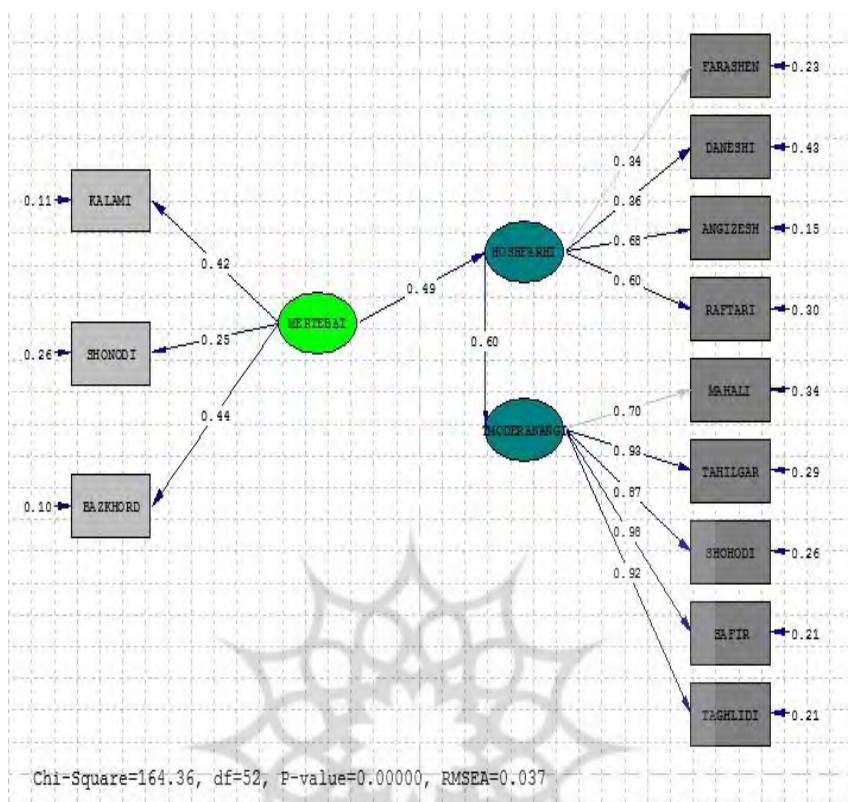 FARASHEN
0.23
DANESHI
0.43
ANGIZESH
0.15
RAFTARI
0.30
MAHALI
0.34
TAHILGAR
0.29
SHOHODI
0.26
SAFIR
0.21
TAGHLIDI
0.21
0.11
KALAMI
0.26
SHONODI
0.10
BAZKHORD
MERTEBAI
HOSHFARHI
0.42
0.25
0.44
0.49
0.60
0.34
0.36
0.68
0.60
0.70
0.93
0.87
0.98
0.92
Chi-Square=164.36, df=52, P-value=0.00000, RMSEA=0.037